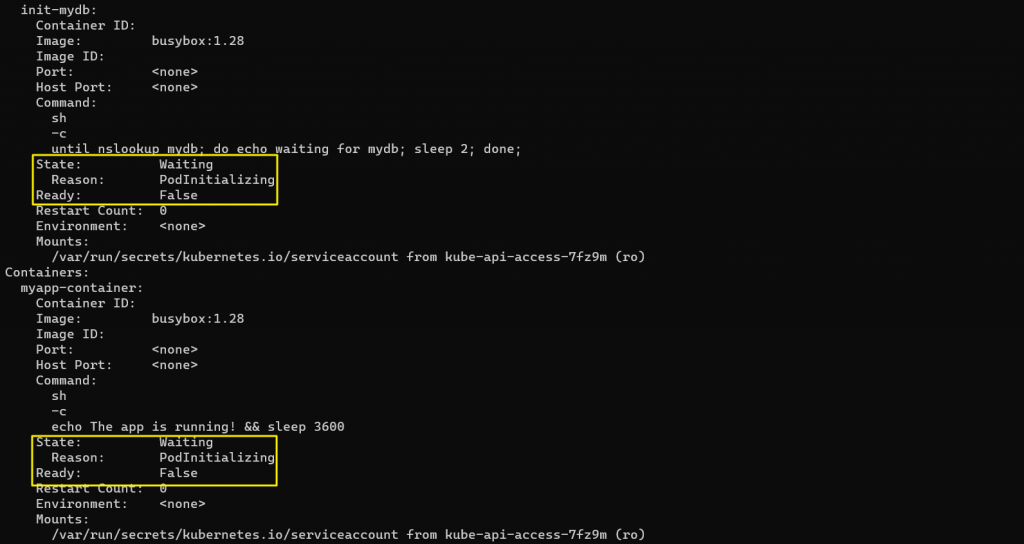 init-mydb:
Container ID:
Image: busybox:1.28
Image ID:
Port: <none>
Host Port: <none>
Command:
sh
-c
until nslookup mydb; do echo waiting for mydb; sleep 2; done;
State: Waiting
Reason: PodInitializing
Ready: False
Restart Count: 0
Environment: <none>
Mounts:
/var/run/secrets/kubernetes.io/serviceaccount from kube-api-access-7fz9m (ro)
Containers:
myapp-container:
Container ID:
Image: busybox:1.28
Image ID:
Port: <none>
Host Port: <none>
Command:
sh
-c
echo The app is running! && sleep 3600
State: Waiting
Reason: PodInitializing
Ready: False
Restart Count: 0
Environment: <none>
Mounts:
/var/run/secrets/kubernetes.io/serviceaccount from kube-api-access-7fz9m (ro)